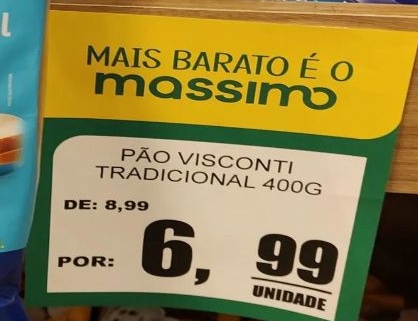 MAIS BARATO É O
massimo
PÃO VISCONTI
TRADICIONAL 400G
DE: 8,99
POR: 6, 99
UNIDADE